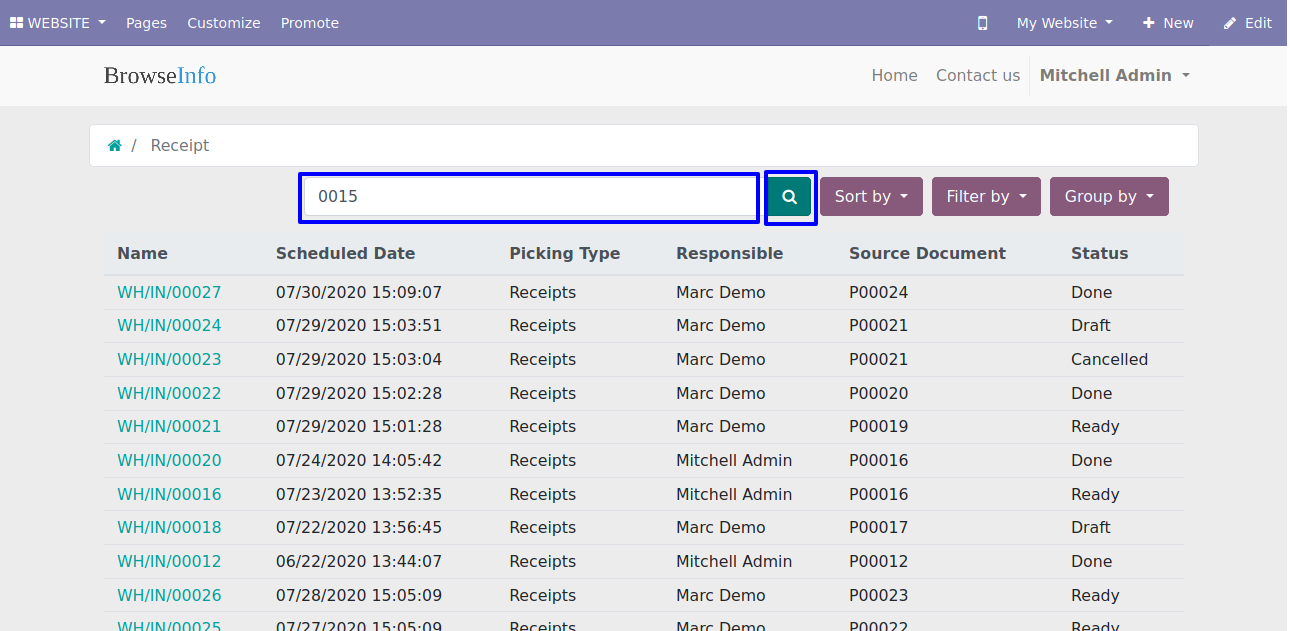 WEBSITE Pages Customize Promote My Website New Edit
BrowseInfo Home Contact us Mitchell Admin
/ Receipt
0015 Sort by Filter by Group by
Name Scheduled Date Picking Type Responsible Source Document Status
WH/IN/00027 07/30/2020 15:09:07 Receipts Marc Demo P00024 Done
WH/IN/00024 07/29/2020 15:03:51 Receipts Marc Demo P00021 Draft
WH/IN/00023 07/29/2020 15:03:04 Receipts Marc Demo P00021 Cancelled
WH/IN/00022 07/29/2020 15:02:28 Receipts Marc Demo P00020 Done
WH/IN/00021 07/29/2020 15:01:28 Receipts Marc Demo P00019 Ready
WH/IN/00020 07/24/2020 14:05:42 Receipts Mitchell Admin P00016 Done
WH/IN/00016 07/23/2020 13:52:35 Receipts Mitchell Admin P00016 Ready
WH/IN/00018 07/22/2020 13:56:45 Receipts Marc Demo P00017 Draft
WH/IN/00012 06/22/2020 13:44:07 Receipts Mitchell Admin P00012 Done
WH/IN/00026 07/28/2020 15:05:09 Receipts Marc Demo P00023 Ready
WH/IN/00025 07/27/2020 15:05:09 Receipts Marc Demo P00022 Ready